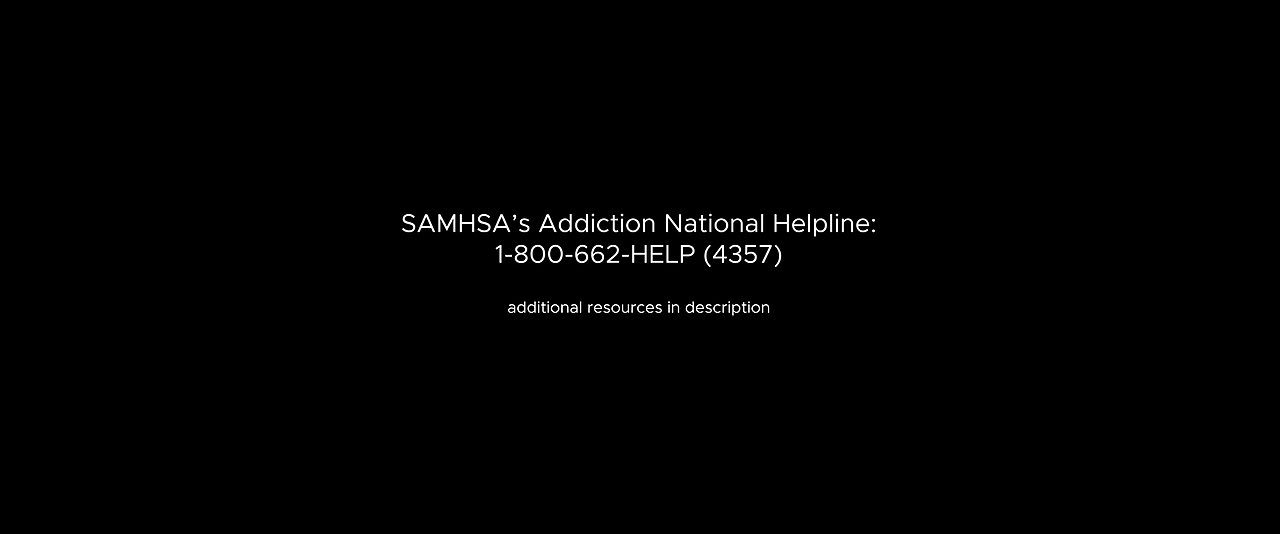 SAMHSA’s Addiction National Helpline:
1-800-662-HELP (4357)
additional resources in description